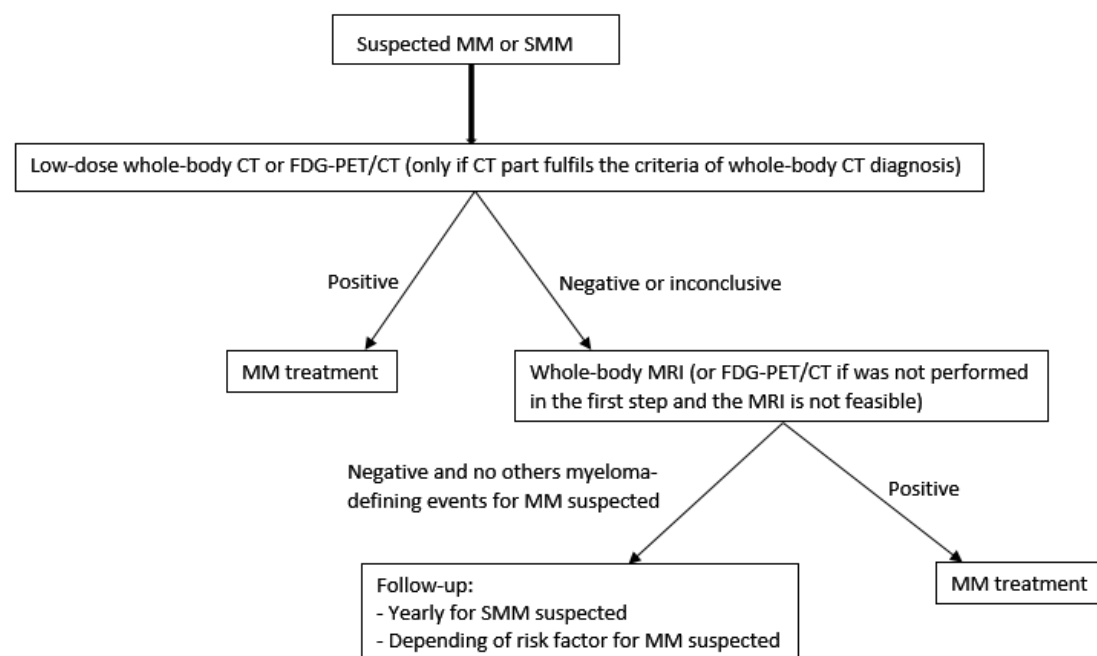 Suspected MM or SMM
Low-dose whole-body CT or FDG-PET/CT (only if CT part fulfils the criteria of whole-body CT diagnosis)
Positive
Negative or inconclusive
MM treatment
Whole-body MRI (or FDG-PET/CT if was not performed
in the first step and the MRI is not feasible)
Negative and no others myeloma-
defining events for MM suspected
Positive
Follow-up:
- Yearly for SMM suspected
- Depending of risk factor for MM suspected
MM treatment